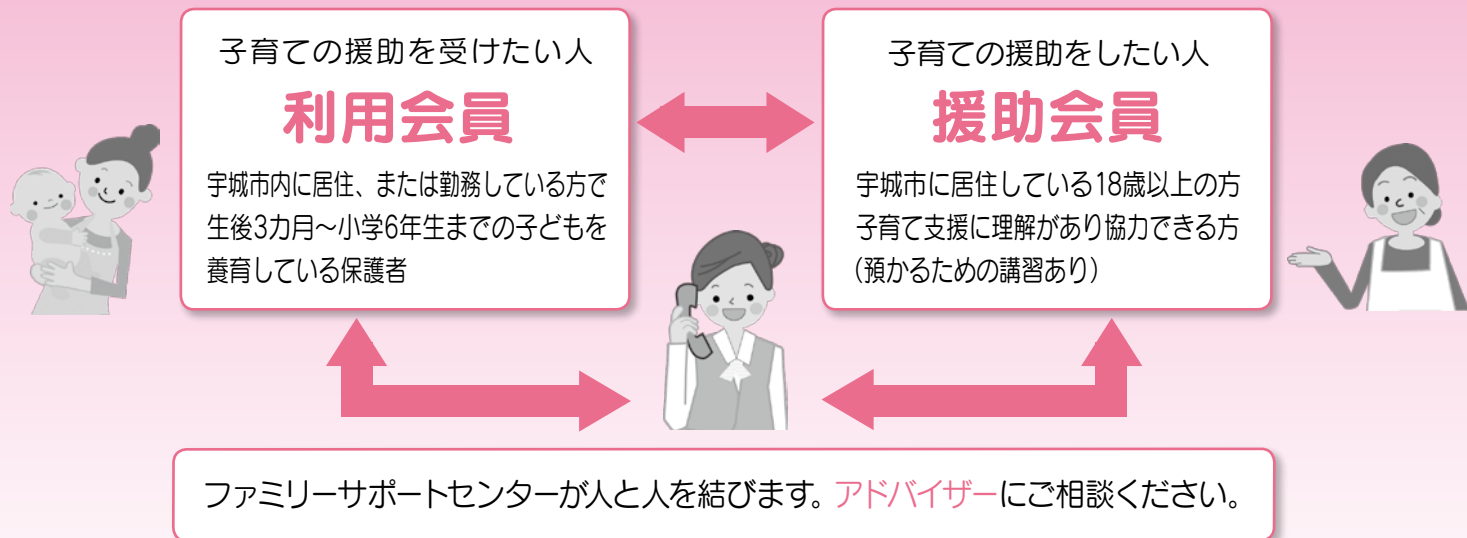 子育ての援助を受けたい人
利用会員
宇城市内に居住、または勤務している方で
生後3カ月～小学6年生までの子どもを
養育している保護者
子育ての援助をしたい人
援助会員
宇城市に居住している18歳以上の方
子育て支援に理解があり協力できる方
（預かるための講習あり）
ファミリーサポートセンターが人と人を結びます。アドバイザーにご相談ください。